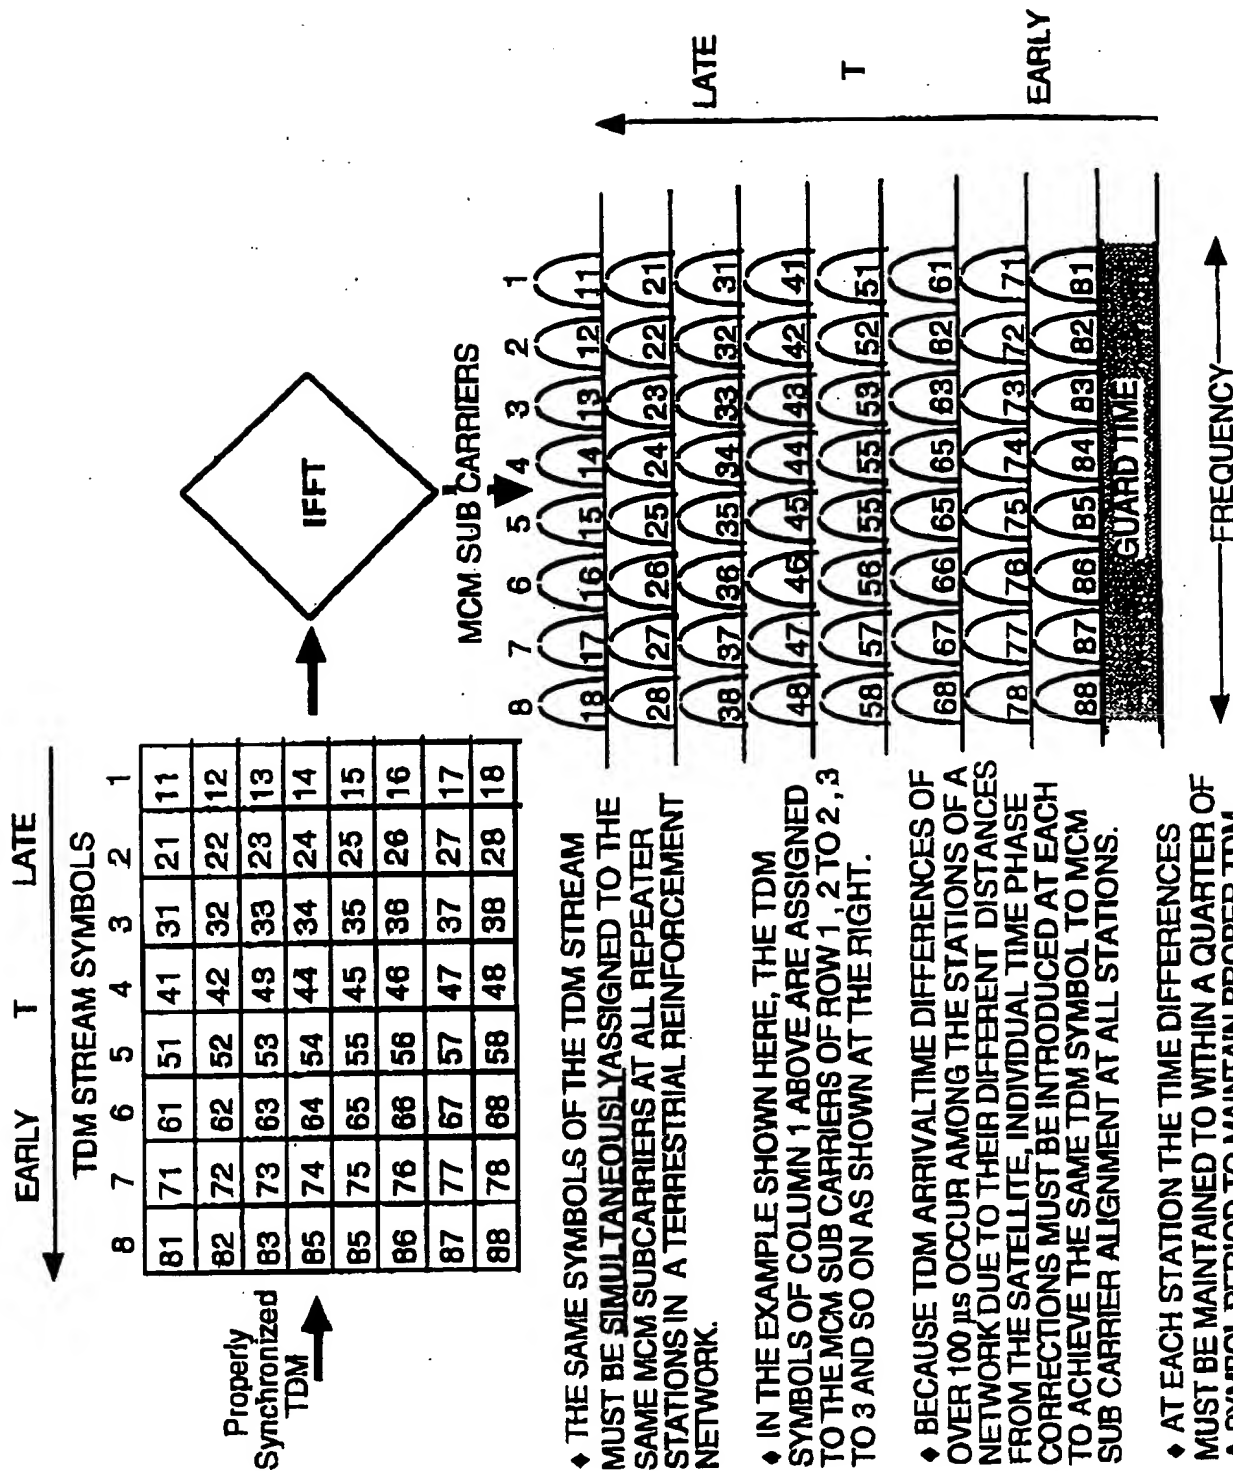 EARLY T LATE
TDM STREAM SYMBOLS
8 7 6 5 4 3 2 1
81 71 61 51 41 31 21 11
82 72 62 52 42 32 22 12
83 73 63 53 43 33 23 13
85 74 64 54 44 34 24 14
85 75 65 55 45 35 25 15
86 76 66 56 46 36 26 16
87 77 67 57 47 37 27 17
88 78 68 58 48 38 28 18
Properly
Synchronized
TDM
IFFT
MCM SUB CARRIERS
8 7 6 5 4 3 2 1
18 17 16 15 14 13 12 11
28 27 26 25 24 23 22 21
38 37 36 35 34 33 32 31
48 47 46 45 44 43 42 41
58 57 56 55 55 53 52 51
68 67 66 65 65 63 62 61
78 77 76 75 74 73 72 71
88 87 86 85 84 83 82 81
GUARD TIME
FREQUENCY
LATE
T
EARLY
♦ THE SAME SYMBOLS OF THE TDM STREAM
MUST BE SIMULTANEOUSLY ASSIGNED TO THE
SAME MCM SUBCARRIERS AT ALL REPEATER
STATIONS IN A TERRESTRIAL REINFORCEMENT
NETWORK.
♦ IN THE EXAMPLE SHOWN HERE, THE TDM
SYMBOLS OF COLUMN 1 ABOVE ARE ASSIGNED
TO THE MCM SUB CARRIERS OF ROW 1, 2 TO 2, 3
TO 3 AND SO ON AS SHOWN AT THE RIGHT.
♦ BECAUSE TDM ARRIVAL TIME DIFFERENCES OF
OVER 100 µs OCCUR AMONG THE STATIONS OF A
NETWORK DUE TO THEIR DIFFERENT DISTANCES
FROM THE SATELLITE, INDIVIDUAL TIME PHASE
CORRECTIONS MUST BE INTRODUCED AT EACH
TO ACHIEVE THE SAME TDM SYMBOL TO MCM
SUB CARRIER ALIGNMENT AT ALL STATIONS.
♦ AT EACH STATION THE TIME DIFFERENCES
MUST BE MAINTAINED TO WITHIN A QUARTER OF
A SYMBOL PERIOD TO MAINTAIN PROPER TDM